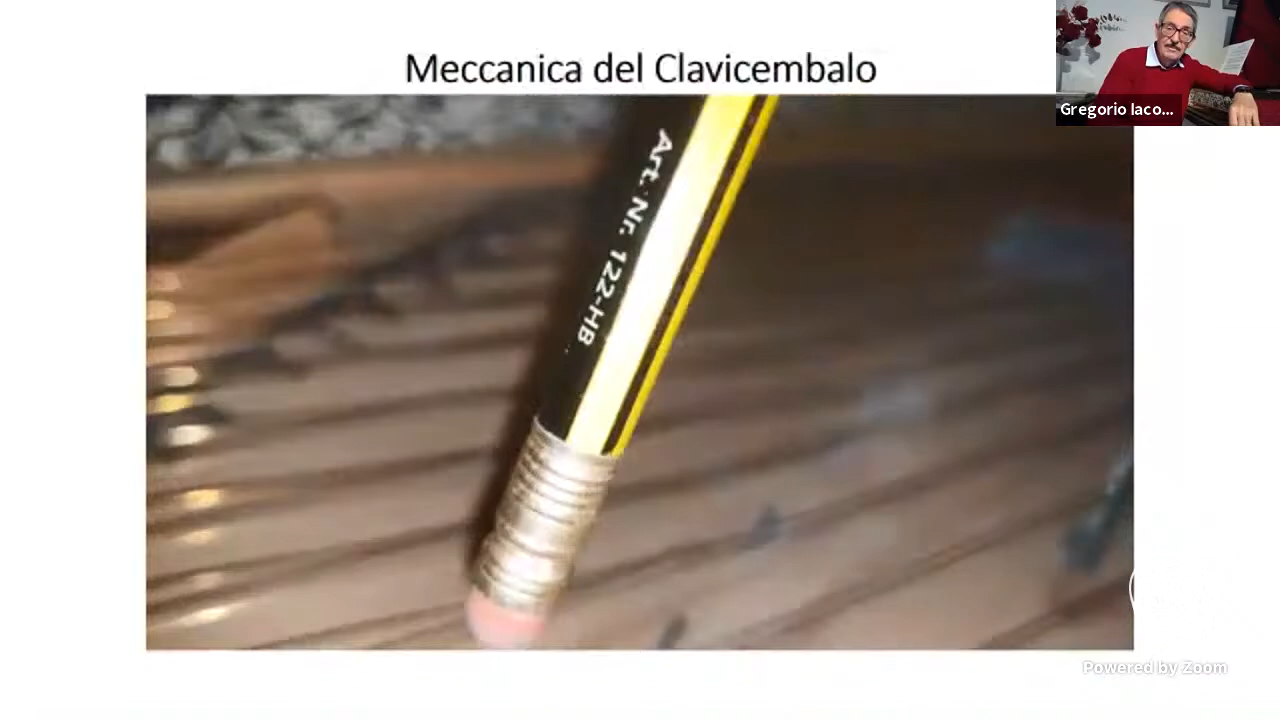 Meccanica del Clavicembalo
Gregorio Iaco...
Art. Nr. 122-HB
Powered by Zoom